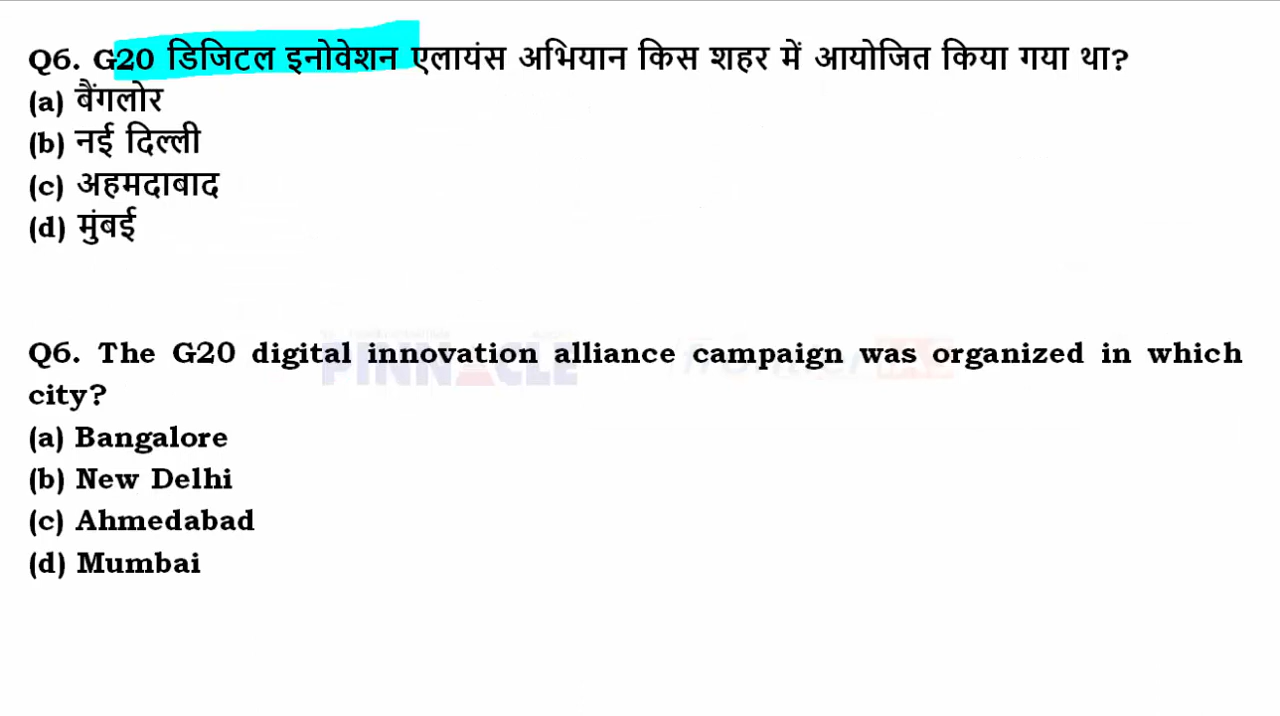 Q6. G20 डिजिटल इनोवेशन एलायंस अभियान किस शहर में आयोजित किया गया था?
(a) बैंगलोर
(b) नई दिल्ली
(c) अहमदाबाद
(d) मुंबई
Q6. The G20 digital innovation alliance campaign was organized in which
city?
(a) Bangalore
(b) New Delhi
(c) Ahmedabad
(d) Mumbai
PINNACLE